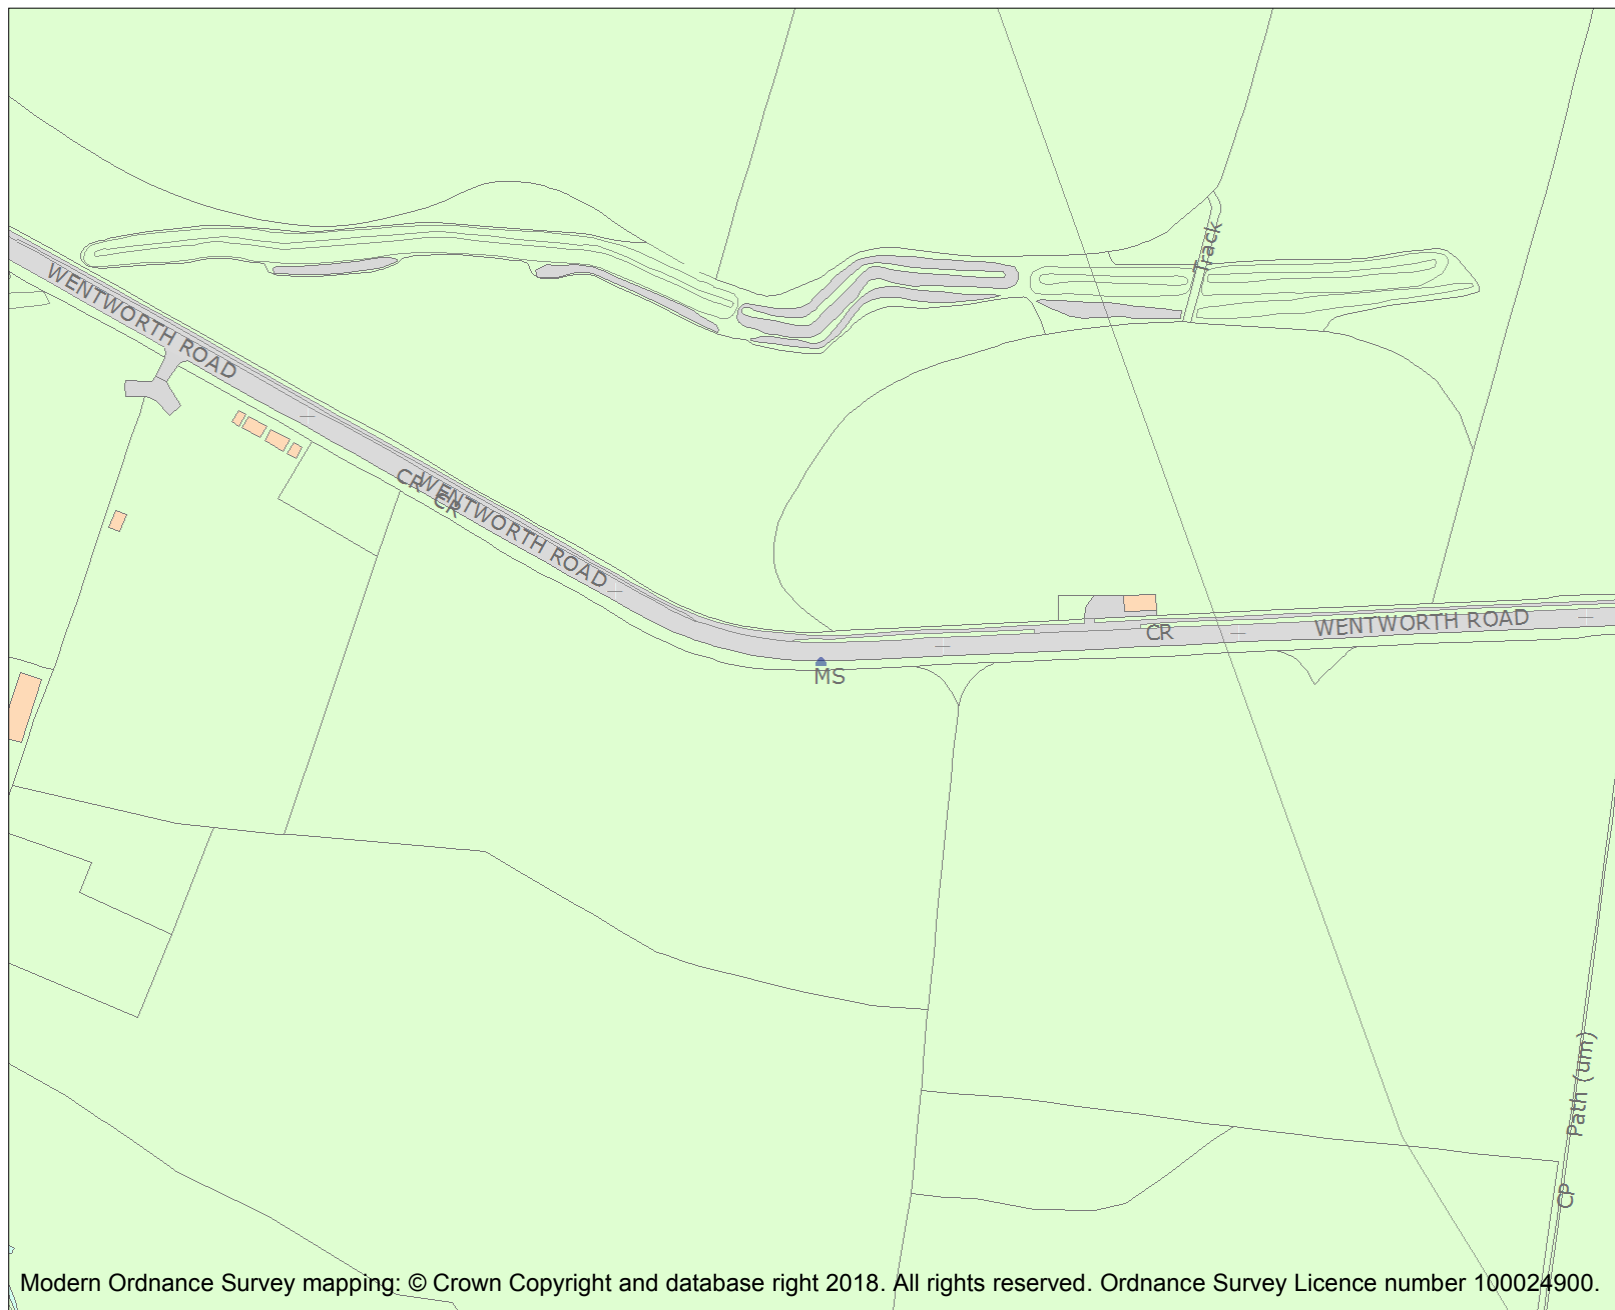 Track
WENTWORTH ROAD
CR
CR
WENTWORTH ROAD
CR
WENTWORTH ROAD
MS
Path (um)
CP
Modern Ordnance Survey mapping: © Crown Copyright and database right 2018. All rights reserved. Ordnance Survey Licence number 100024900.